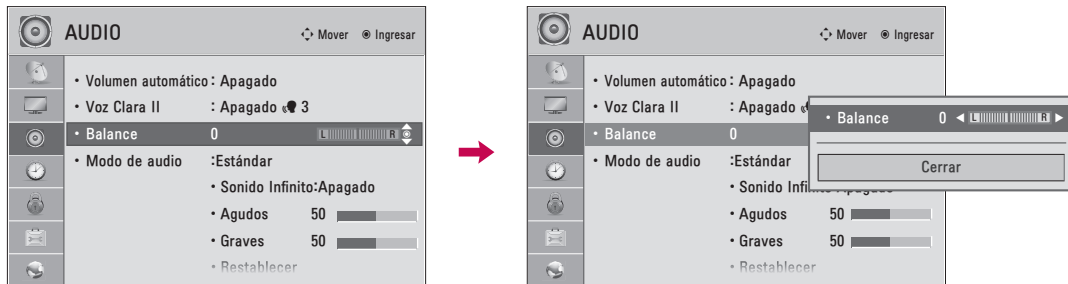 AUDIO Mover Ingresar
• Volumen automático : Apagado
• Voz Clara II : Apagado 3
• Balance 0 L R
• Modo de audio :Estándar
• Sonido Infinito:Apagado
• Agudos 50
• Graves 50
• Restablecer
AUDIO Mover Ingresar
• Volumen automático : Apagado
• Voz Clara II : Apagado
• Balance 0
• Modo de audio :Estándar
• Sonido Infinito:Apagado
• Agudos 50
• Graves 50
• Restablecer
• Balance 0 L R
Cerrar